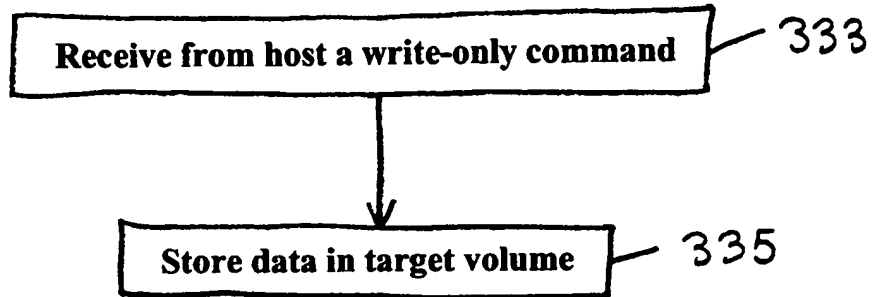 Receive from host a write-only command
333
Store data in target volume
335